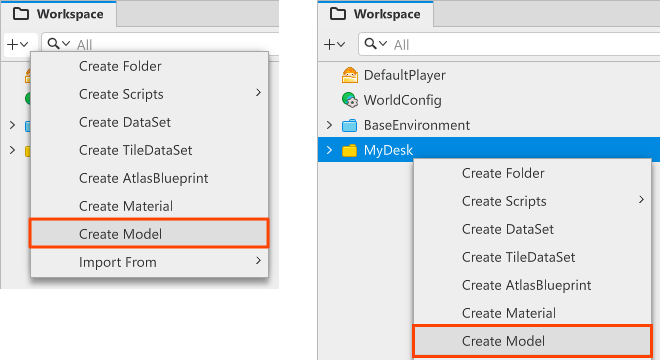 Workspace
All
Create Folder
Create Scripts
Create DataSet
Create TileDataSet
Create AtlasBlueprint
Create Material
Create Model
Import From
Workspace
All
DefaultPlayer
WorldConfig
BaseEnvironment
MyDesk
Create Folder
Create Scripts
Create DataSet
Create TileDataSet
Create AtlasBlueprint
Create Material
Create Model